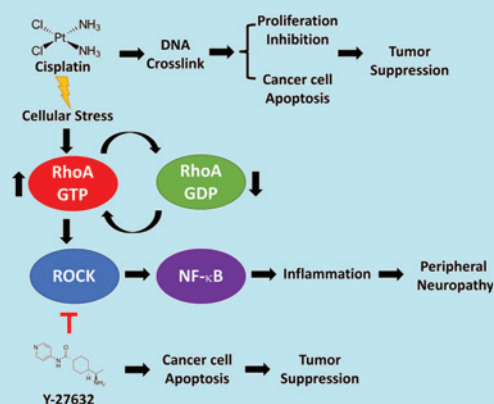 Cl
NH₃
Pt
Cl
NH₃
Cisplatin
DNA
Crosslink
Proliferation
Inhibition
Cancer cell
Apoptosis
Tumor
Suppression
Cellular Stress
RhoA
GTP
RhoA
GDP
ROCK
NF-κB
Inflammation
Peripheral
Neuropathy
N
O
N
H
H
NH₂
Y-27632
Cancer cell
Apoptosis
Tumor
Suppression